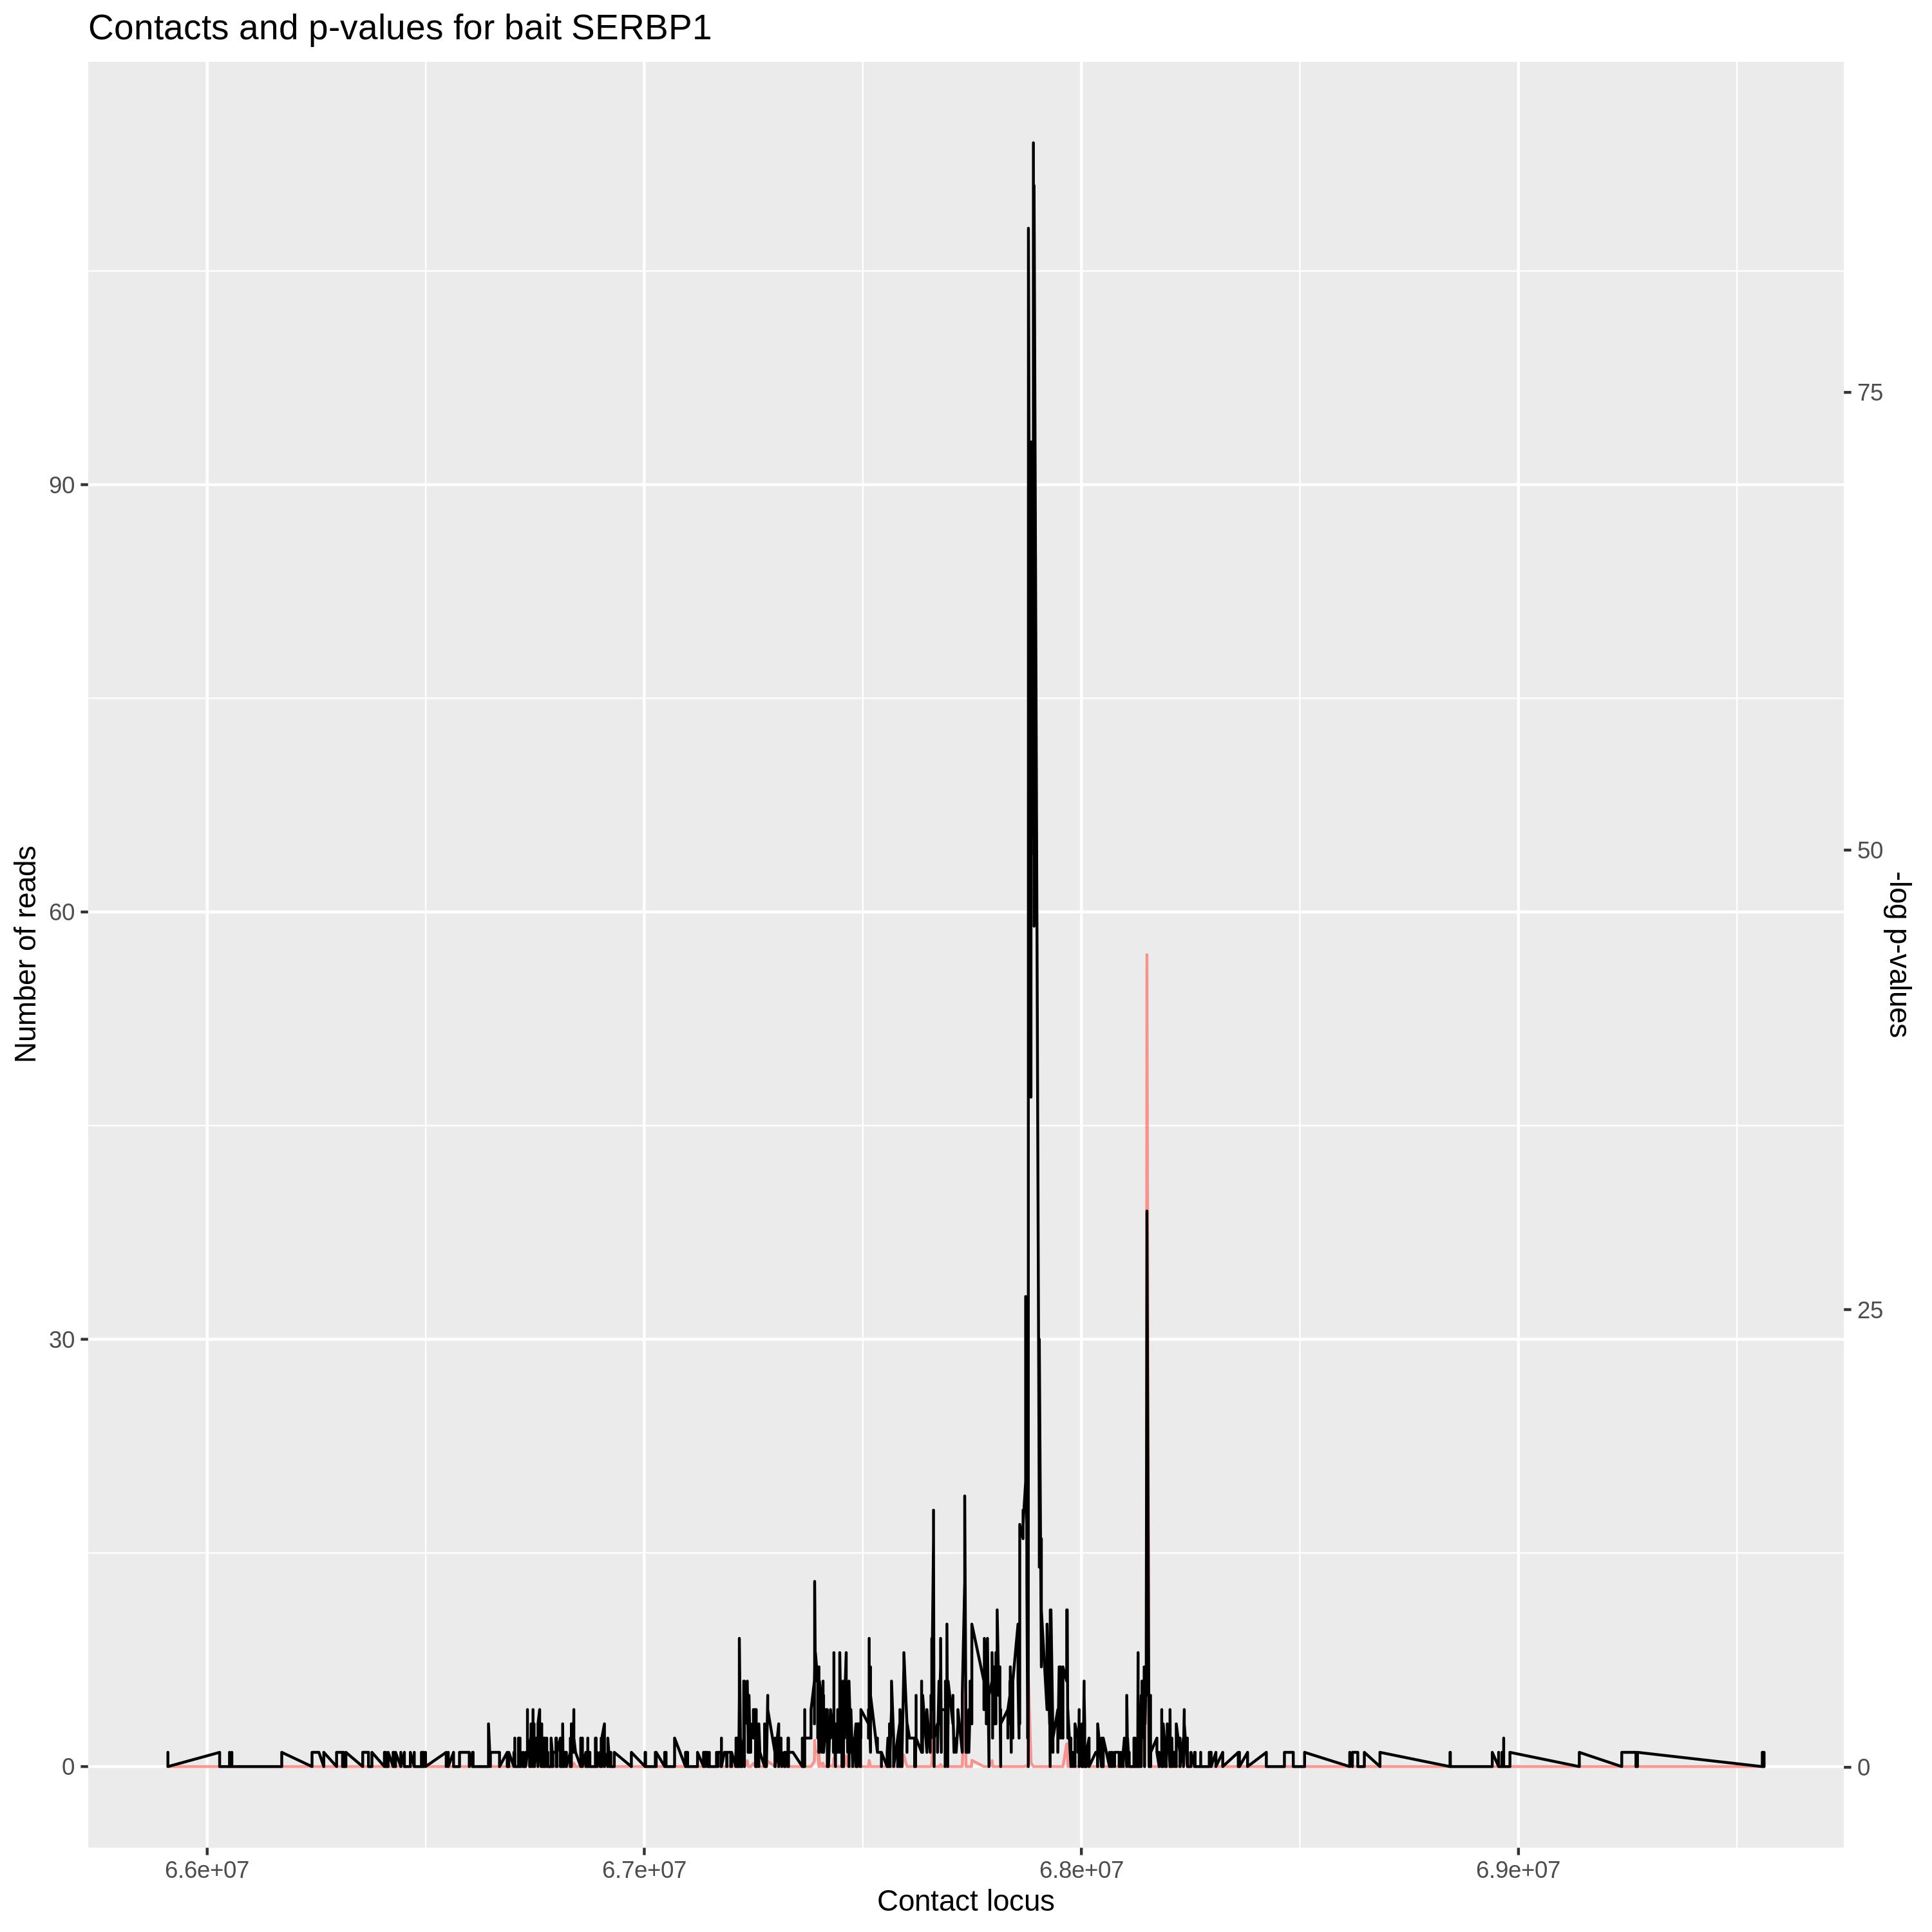 Contacts and p-values for bait SERBP1
90
60
30
0
Number of reads
75
50
25
0
-log p-values
6.6e+07
6.7e+07
6.8e+07
6.9e+07
Contact locus